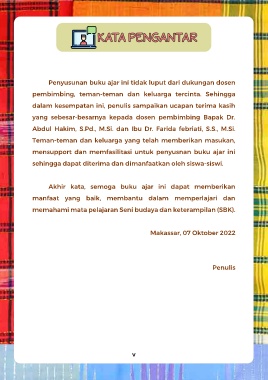 KATA PENGANTAR
Penyusunan buku ajar ini tidak luput dari dukungan dosen
pembimbing, teman-teman dan keluarga tercinta. Sehingga
dalam kesempatan ini, penulis sampaikan ucapan terima kasih
yang sebesar-besarnya kepada dosen pembimbing Bapak Dr.
Abdul Hakim, S.Pd., M.Si. dan Ibu Dr. Farida febriati, S.S., M.Si.
Teman-teman dan keluarga yang telah memberikan masukan,
mensupport dan memfasilitasi untuk penyusunan buku ajar ini
sehingga dapat diterima dan dimanfaatkan oleh siswa-siswi.
Akhir kata, semoga buku ajar ini dapat memberikan
manfaat yang baik, membantu dalam memperlajari dan
memahami mata pelajaran Seni budaya dan keterampilan (SBK).
Makassar, 07 Oktober 2022
Penulis
v